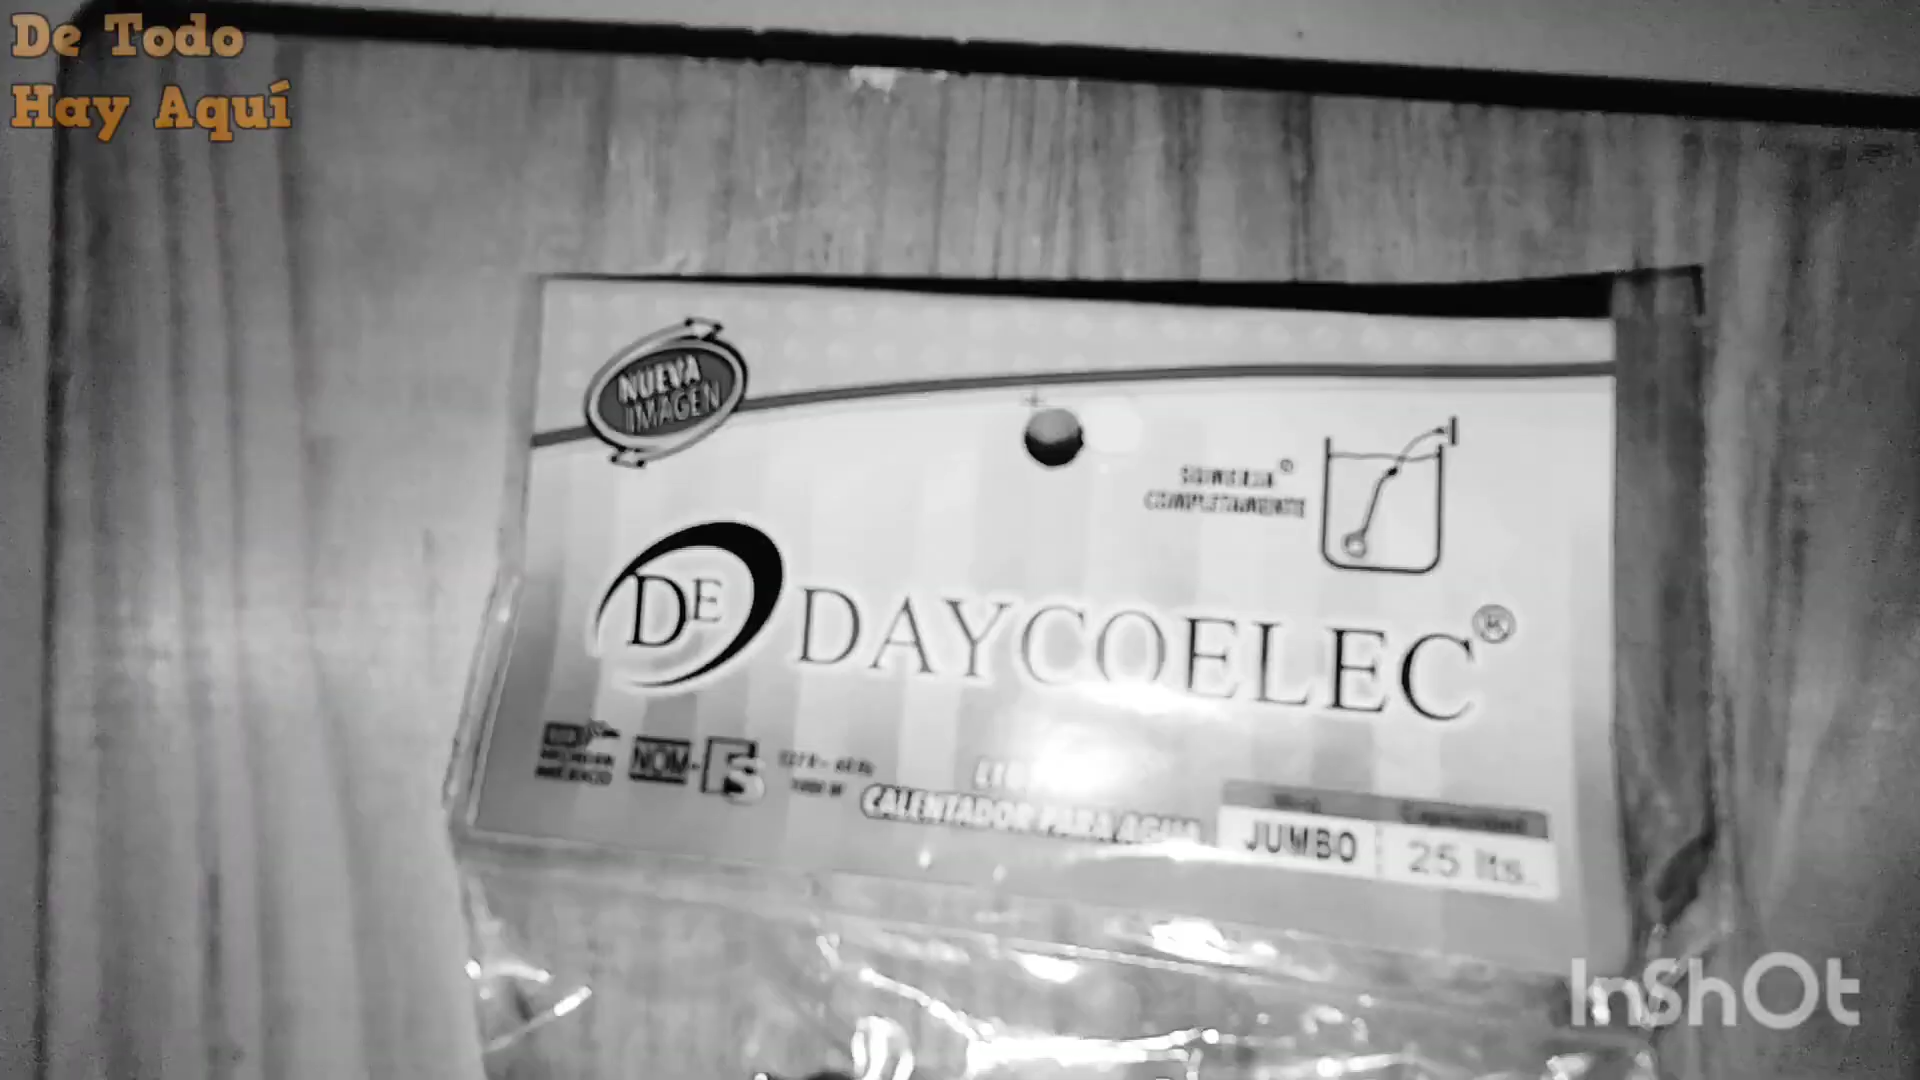 De Todo
Hay Aquí
NUEVA
IMAGEN
SUMERJA®
COMPLETAMENTE
DE DAYCOELEC®
NOM-
CALENTADOR PARA AGUA
JUMBO 25 lts.
InShOt